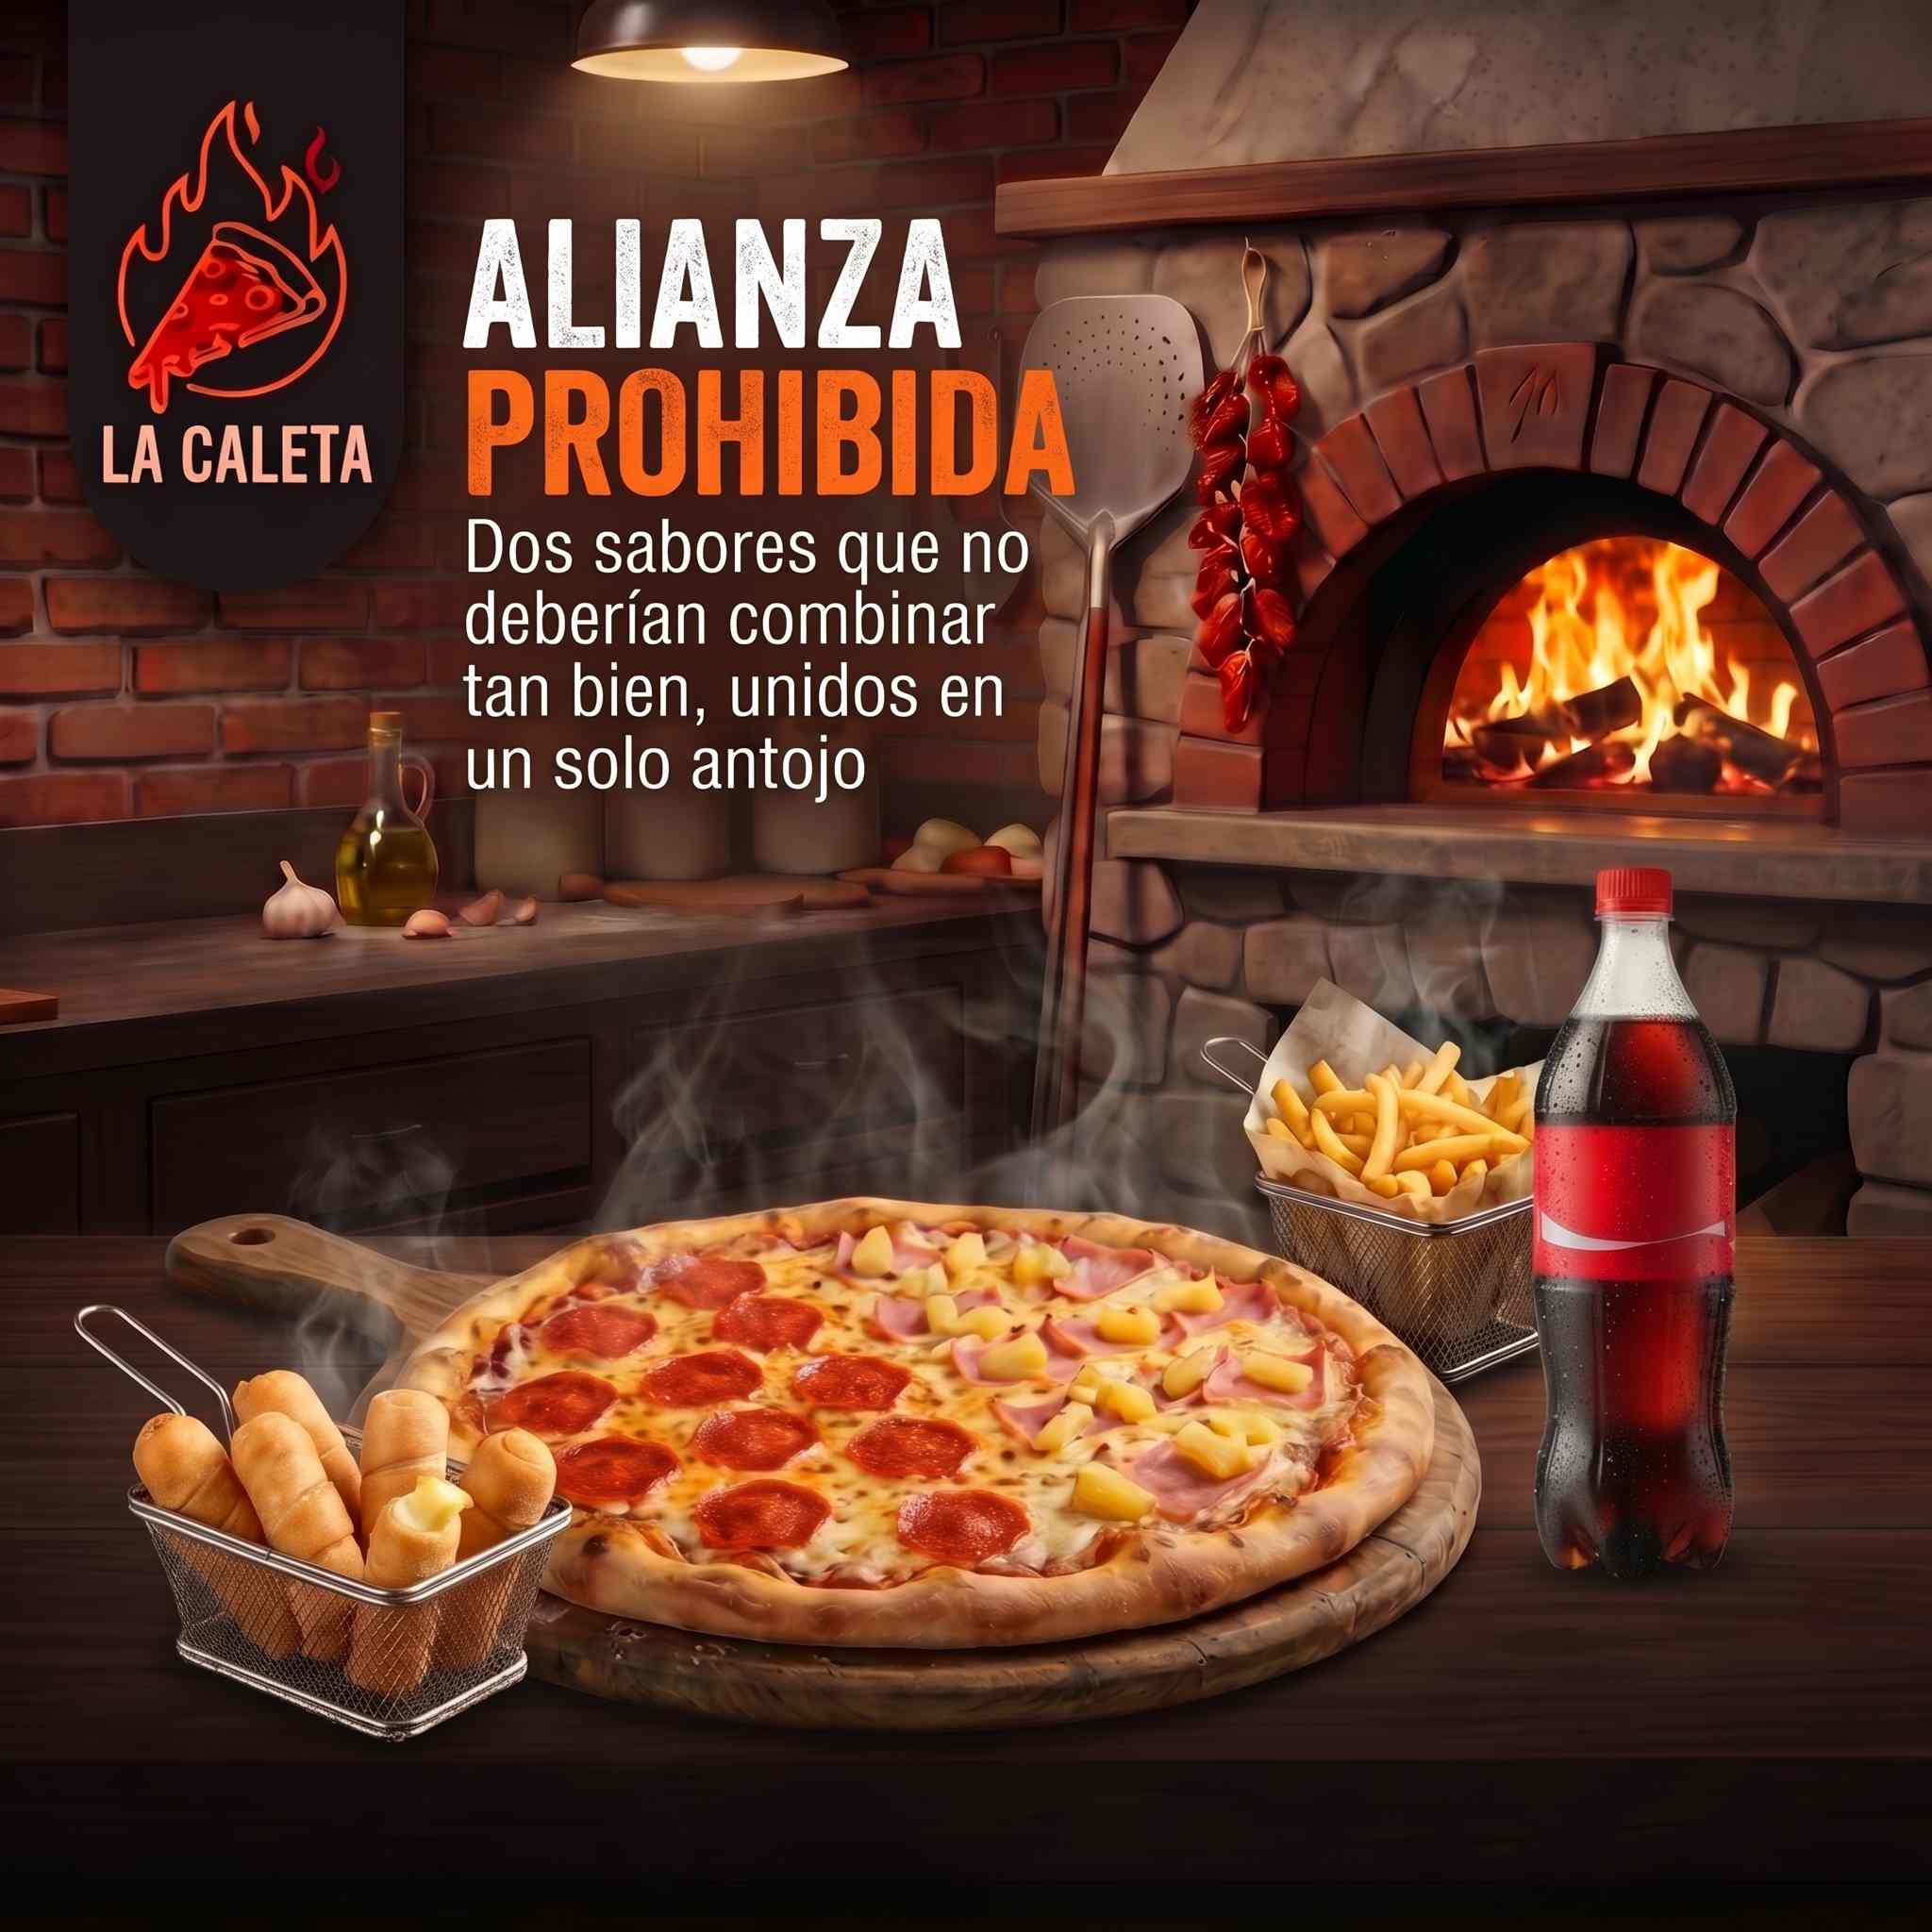 LA CALETA
ALIANZA
PROHIBIDA
Dos sabores que no
deberían combinar
tan bien, unidos en
un solo antojo